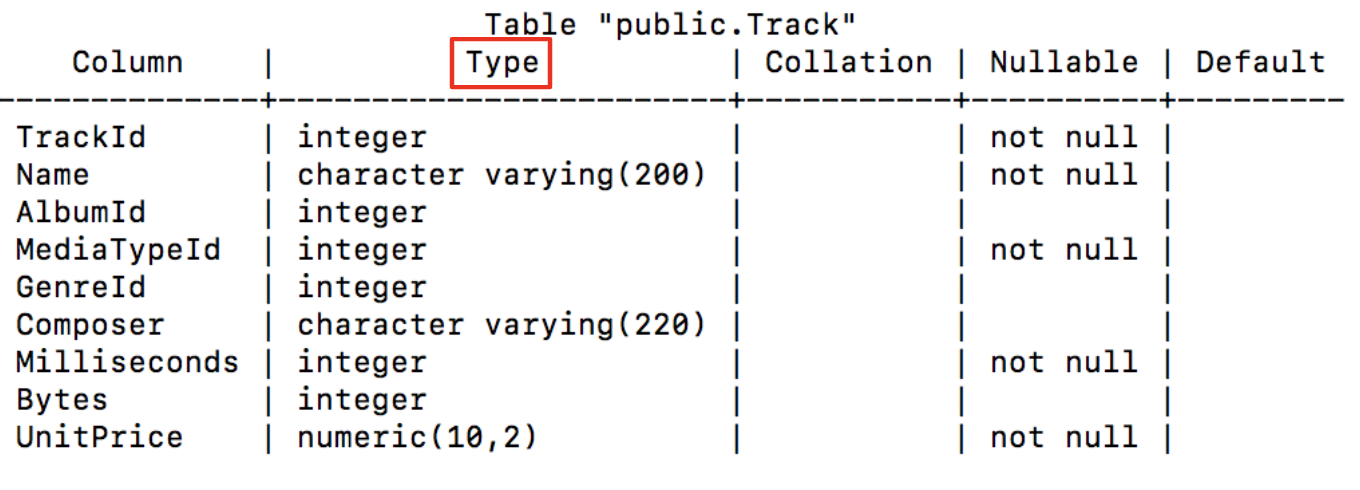 Table "public.Track"
Column | Type | Collation | Nullable | Default
--------------+------------------------+-----------+----------+---------
TrackId | integer | | not null |
Name | character varying(200) | | not null |
AlbumId | integer | | |
MediaTypeId | integer | | not null |
GenreId | integer | | |
Composer | character varying(220) | | |
Milliseconds | integer | | not null |
Bytes | integer | | |
UnitPrice | numeric(10,2) | | not null |